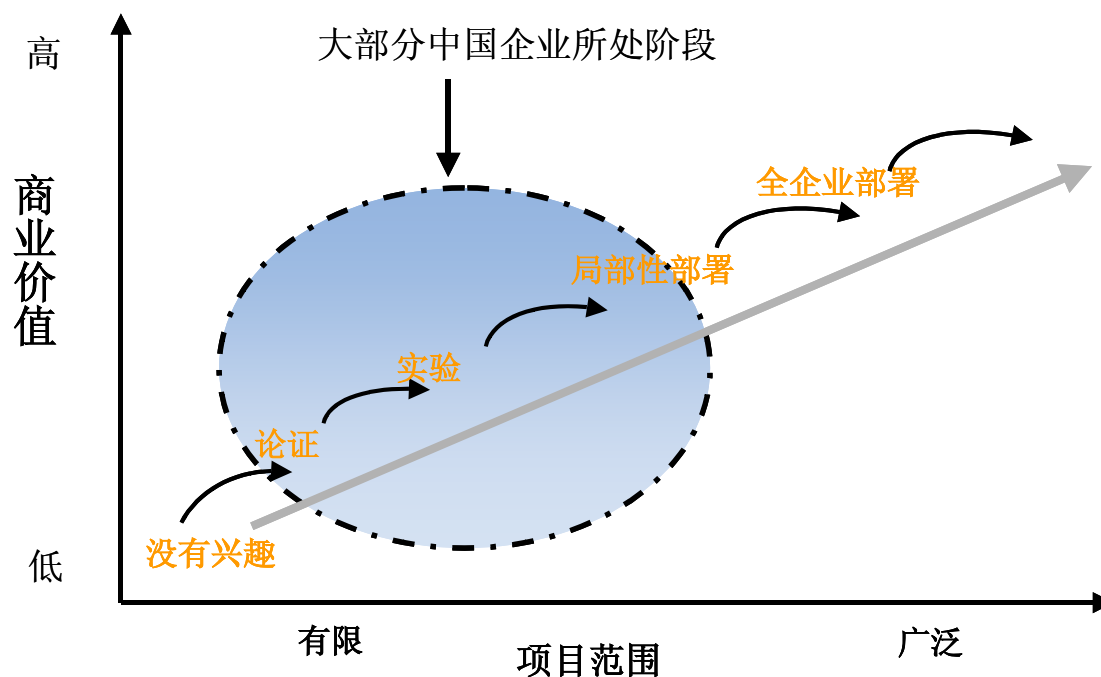 高
大部分中国企业所处阶段
商业价值
全企业部署
局部性部署
实验
论证
没有兴趣
低
有限
项目范围
广泛